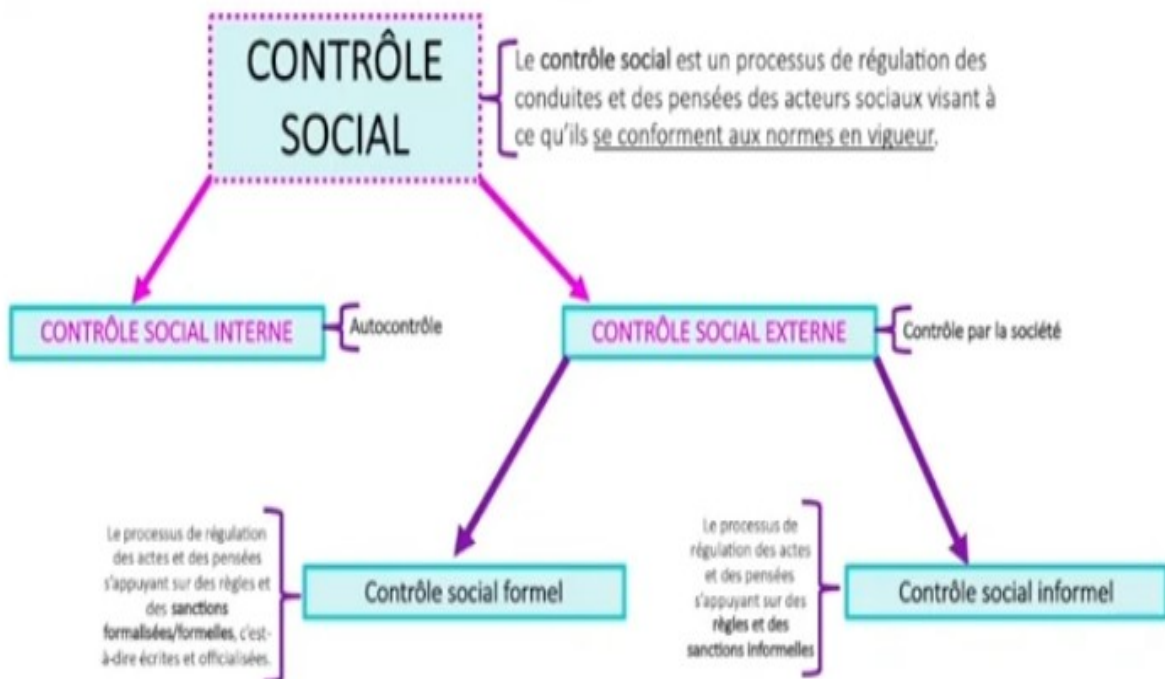 CONTRÔLE
SOCIAL
Le contrôle social est un processus de régulation des
conduites et des pensées des acteurs sociaux visant à
ce qu'ils se conforment aux normes en vigueur.
CONTRÔLE SOCIAL INTERNE
Autocontrôle
CONTRÔLE SOCIAL EXTERNE
Contrôle par la société
Le processus de régulation
des actes et des pensées
s'appuyant sur des règles et
des sanctions
formalisées/formelles, c'est-
à-dire écrites et officialisées.
Contrôle social formel
Le processus de
régulation des actes
et des pensées
s'appuyant sur des
règles et des
sanctions informelles
Contrôle social informel